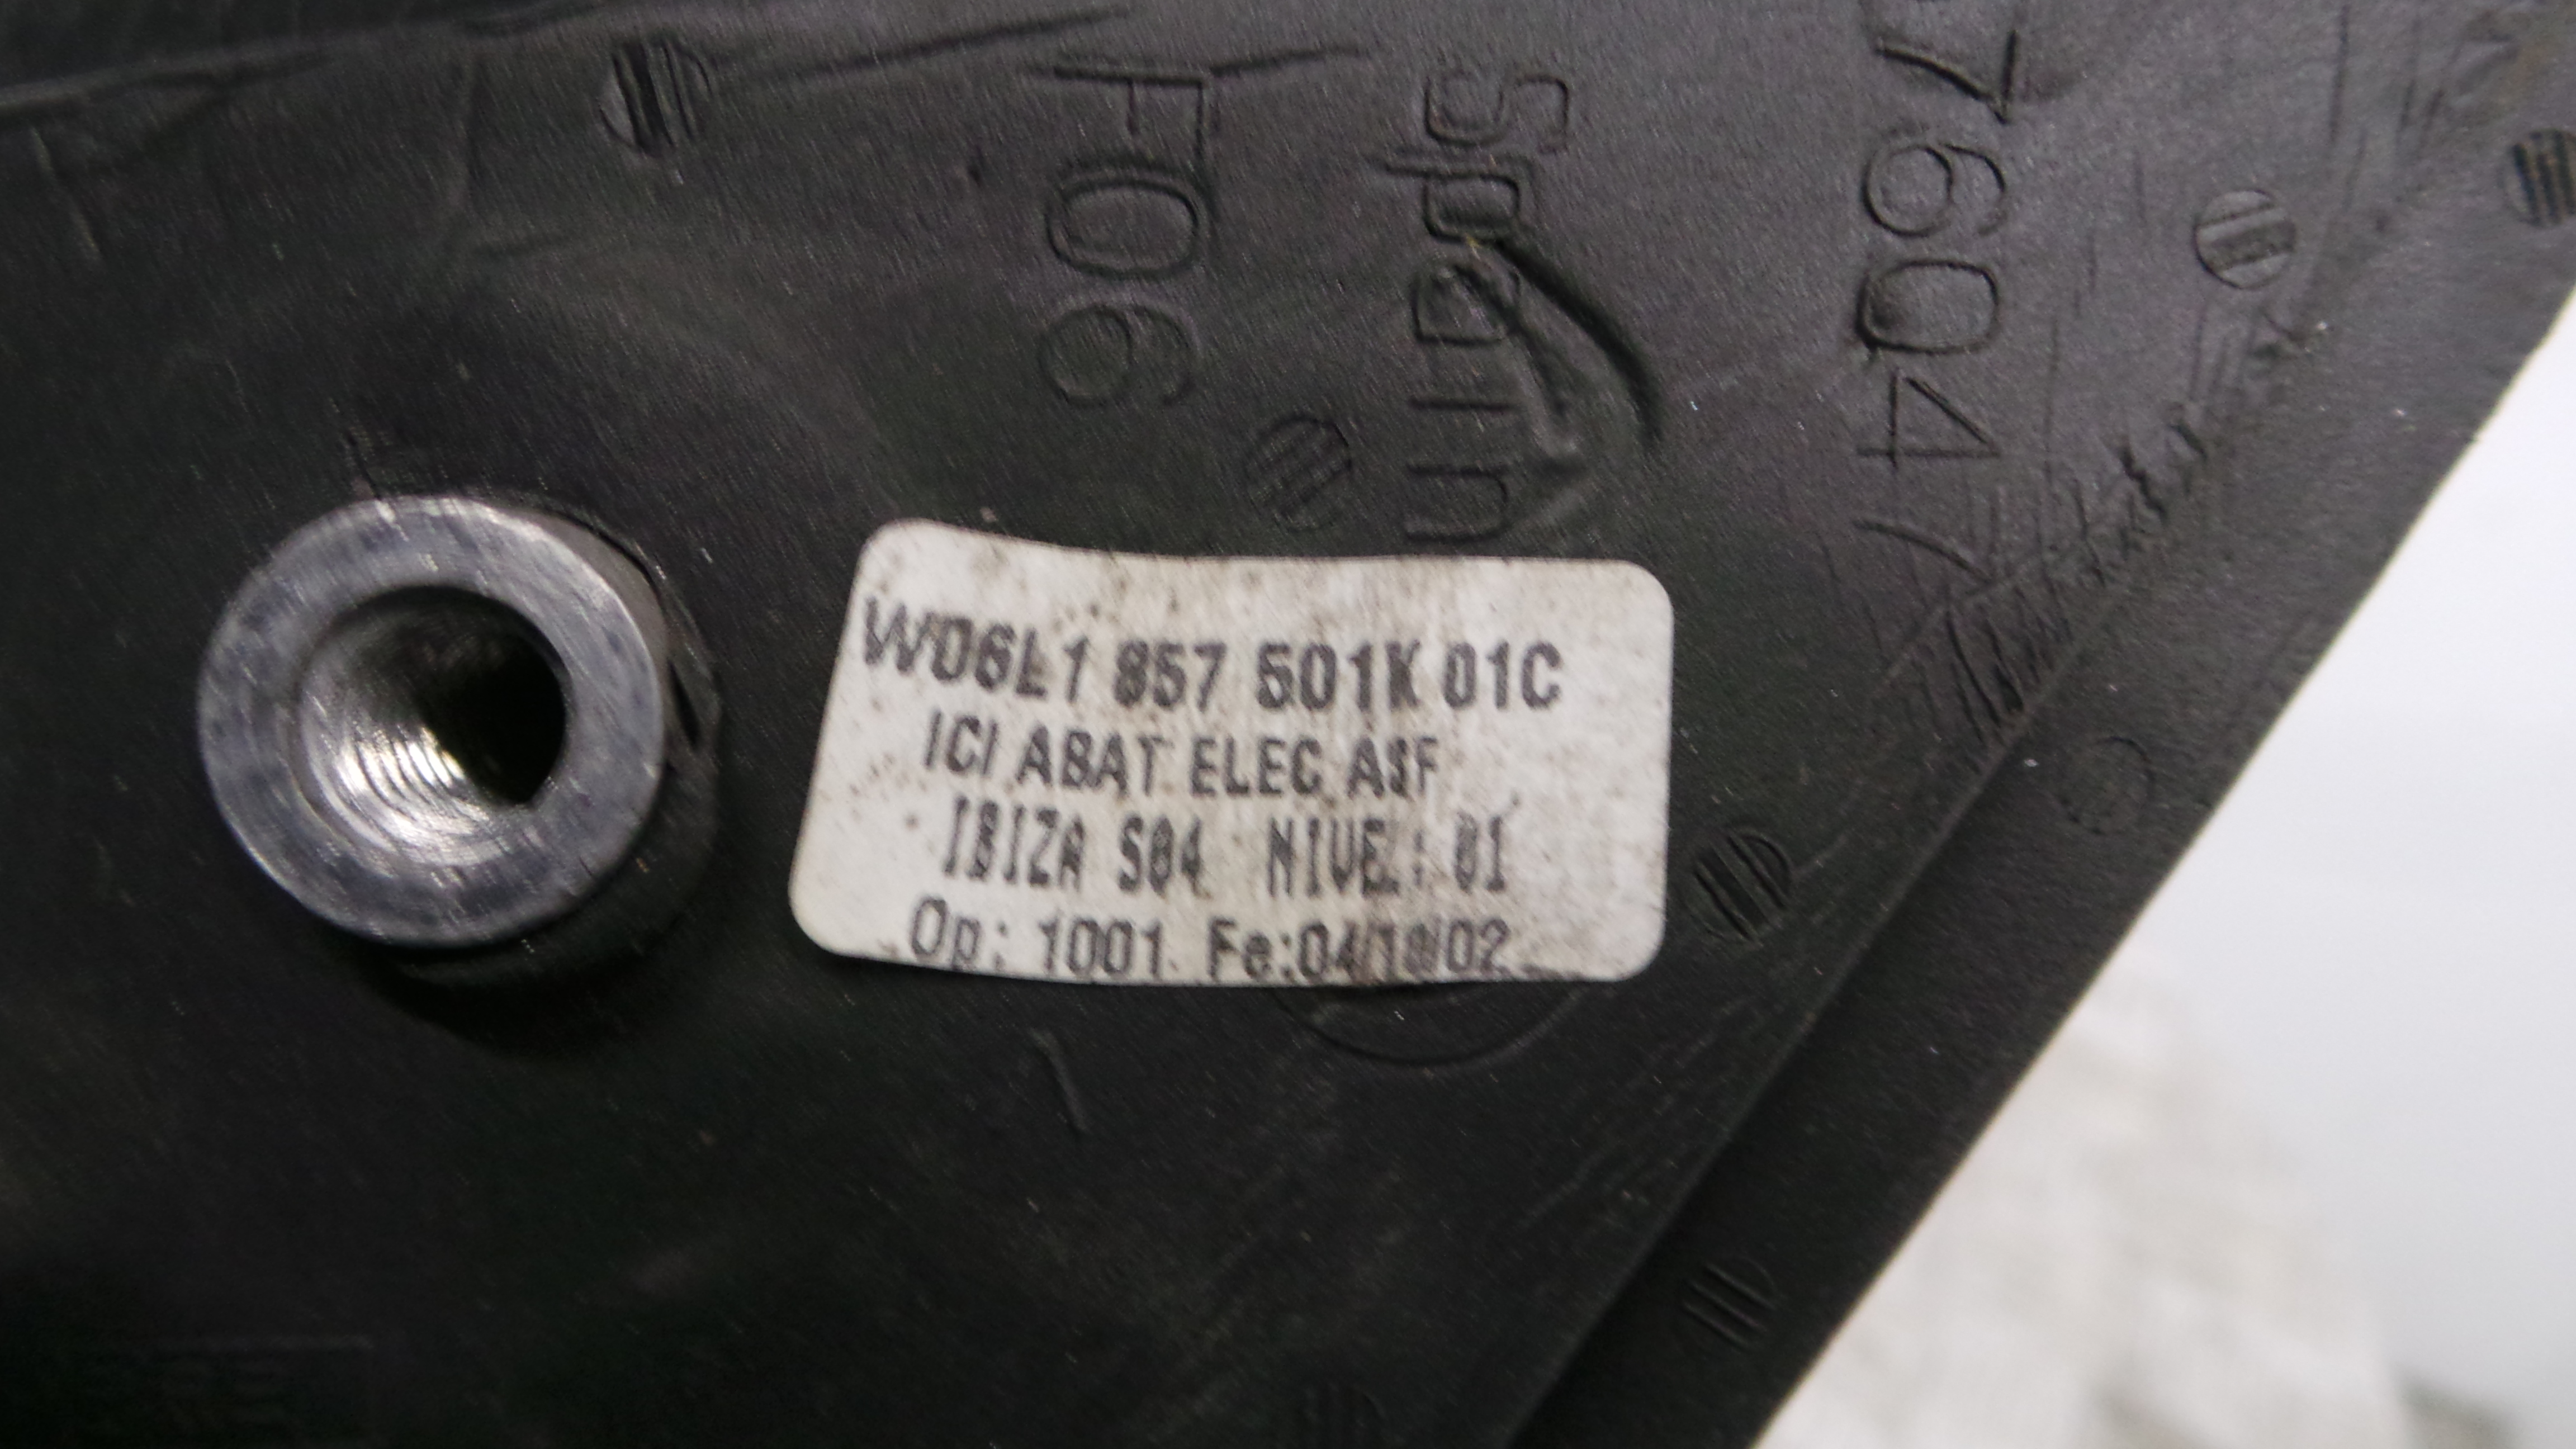 W06L1 857 501K 01C
ICI ABAT ELEC ASF
IBIZA S04 NIVEL: 01
Op: 1001 Fe:04/10/02
F06
Spain
76047